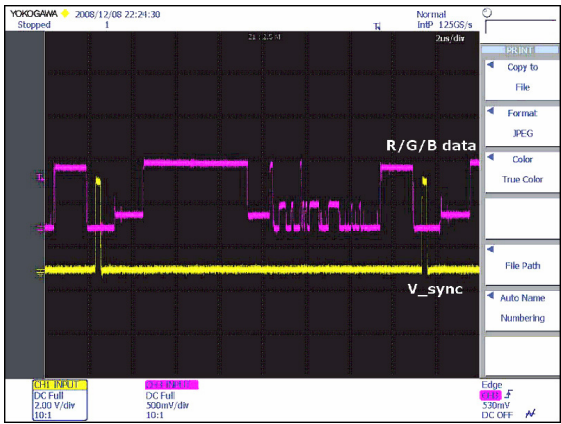 YOKOGAWA 2008/12/08 22:24:30 Normal
Stopped 1 IntP 125GS/s
2us/div
PRINT
Copy to
File
Format
JPEG
Color
True Color
File Path
Auto Name
Numbering
R/G/B data
V_sync
CH1 INPUT
DC Full
2.00 V/div
10:1
DC Full
500mV/div
10:1
Edge
530mV
DC OFF